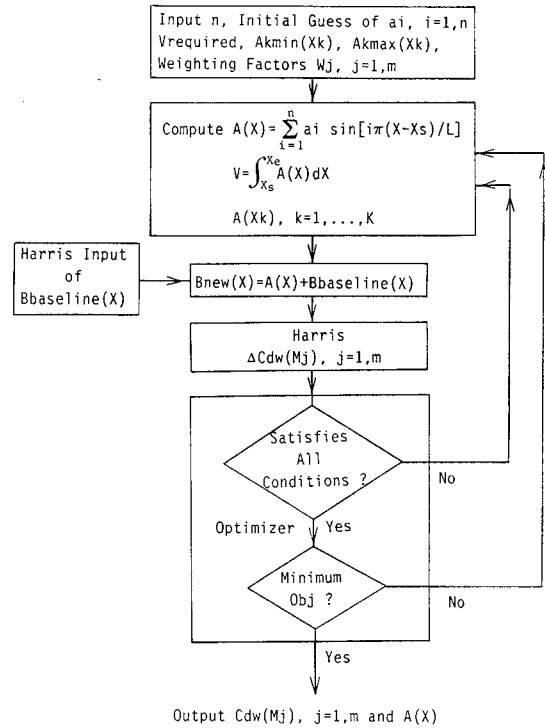 Input n, Initial Guess of ai, i=1,n
Vrequired, Akmin(Xk), Akmax(Xk),
Weighting Factors Wj, j=1,m
n
Compute A(X)=∑ ai sin[iπ(X-Xs)/L]
i=1
Xe
V=∫A(X)dX
Xs
A(Xk), k=1,...,K
Harris Input
of
Bbaseline(X)
Bnew(X)=A(X)+Bbaseline(X)
Harris
ΔCdw(Mj), j=1,m
Satisfies
All
Conditions ?
No
Optimizer
Yes
Minimum
Obj ?
No
Yes
Output Cdw(Mj), j=1,m and A(X)